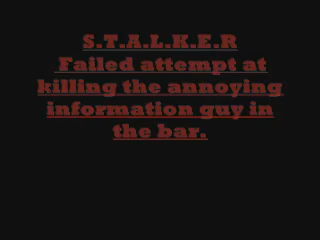 S.T.A.L.K.E.R
Failed attempt at
killing the annoying
information guy in
the bar.